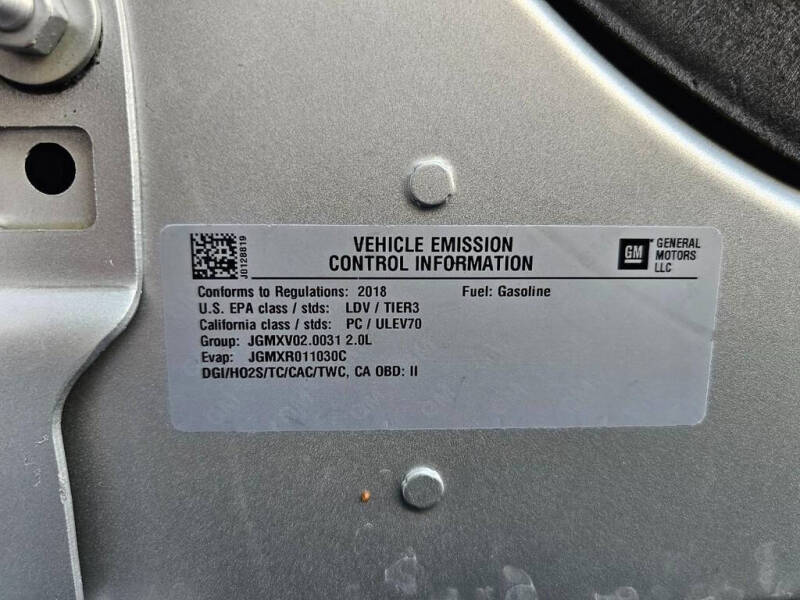 VEHICLE EMISSION
CONTROL INFORMATION
J0128819
GM
GENERAL
MOTORS
LLC
Conforms to Regulations: 2018 Fuel: Gasoline
U.S. EPA class / stds: LDV / TIER3
California class / stds: PC / ULEV70
Group: JGMXV02.0031 2.0L
Evap: JGMXR011030C
DGI/HO2S/TC/CAC/TWC, CA OBD: II